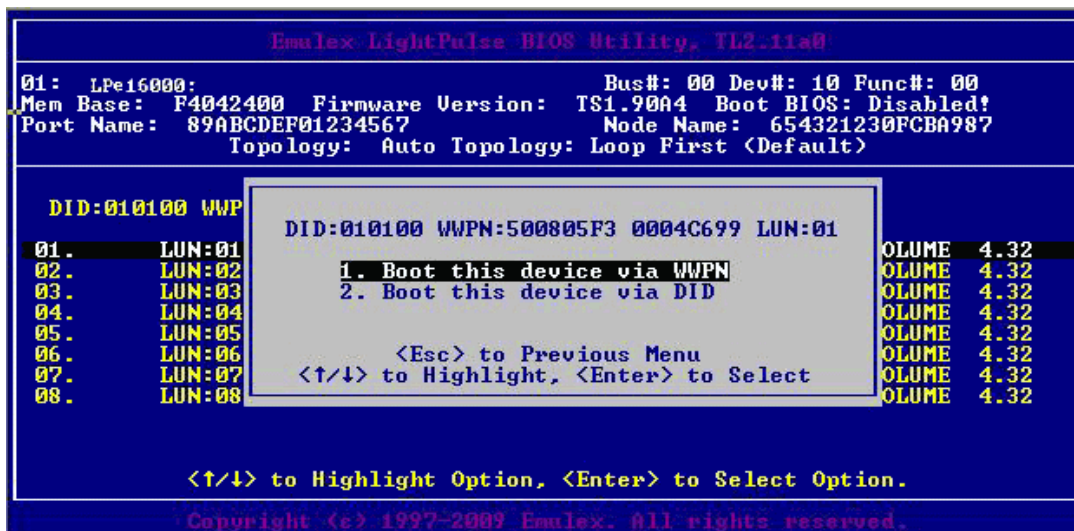 Emulex LightPulse BIOS Utility, TL2.11a0
01: LPe16000: Bus#: 00 Dev#: 10 Func#: 00
Mem Base: F4042400 Firmware Version: TS1.90A4 Boot BIOS: Disabled!
Port Name: 89ABCDEF01234567 Node Name: 654321230FCBA987
Topology: Auto Topology: Loop First (Default)
DID:010100 WWP
DID:010100 WWPN:500805F3 0004C699 LUN:01
01. LUN:01 OLUME 4.32
1. Boot this device via WWPN
02. LUN:02 OLUME 4.32
2. Boot this device via DID
03. LUN:03 OLUME 4.32
04. LUN:04 OLUME 4.32
05. LUN:05 OLUME 4.32
<Esc> to Previous Menu
06. LUN:06 OLUME 4.32
<↑/↓> to Highlight, <Enter> to Select
07. LUN:07 OLUME 4.32
08. LUN:08 OLUME 4.32
<↑/↓> to Highlight Option, <Enter> to Select Option.
Copyright (c) 1997-2009 Emulex. All rights reserved.